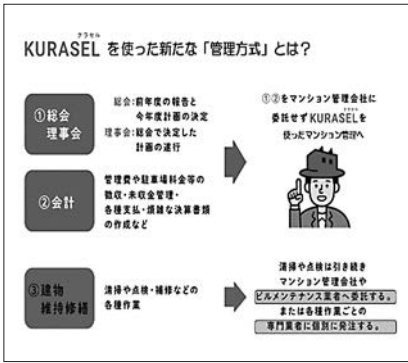 クラセル
KURASEL を使った新たな「管理方式」とは？
①総会
理事会
総会:前年度の報告と
今年度計画の決定
理事会:総会で決定した
計画の遂行
①②をマンション管理会社に
委託せずKURASELを
使ったマンション管理へ
②会計
管理費や駐車場料金等の
徴収・未収金管理・
各種支払・煩雑な決算書類
の作成など
③建物
維持修繕
清掃や点検・補修などの
各種作業
清掃や点検は引き続き
マンション管理会社や
ビルメンテナンス業者へ委託する。
または各種作業ごとの
専門業者に個別に発注する。